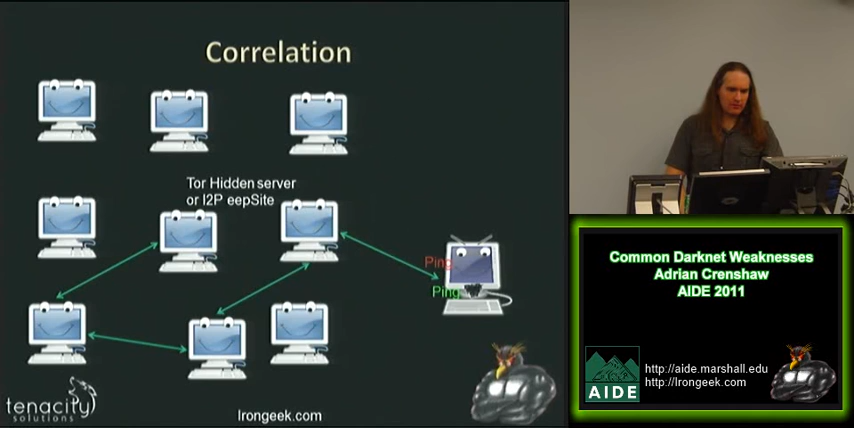 Correlation
Tor Hidden server
or I2P eepSite
Ping
Ping
tenacity
solutions
Irongeek.com
Common Darknet Weaknesses
Adrian Crenshaw
AIDE 2011
AIDE
http://aide.marshall.edu
http://Irongeek.com